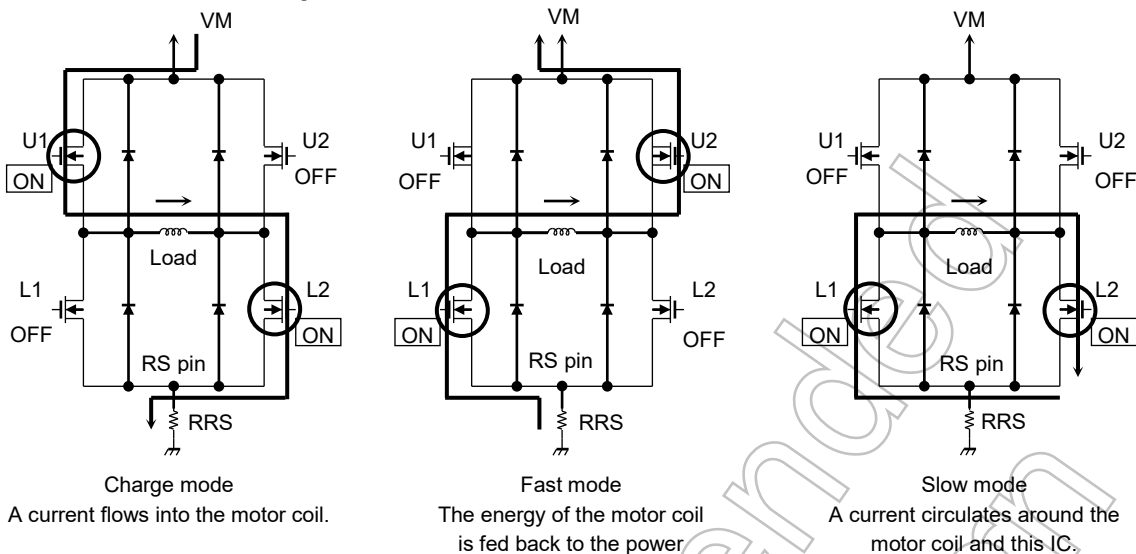 VM
U1
ON
U2
OFF
Load
L1
OFF
L2
ON
RS pin
RRS
Charge mode
A current flows into the motor coil.
VM
U1
OFF
U2
ON
Load
L1
ON
L2
OFF
RS pin
RRS
Fast mode
The energy of the motor coil
is fed back to the power
VM
U1
OFF
U2
OFF
Load
L1
ON
L2
ON
RS pin
RRS
Slow mode
A current circulates around the
motor coil and this IC.